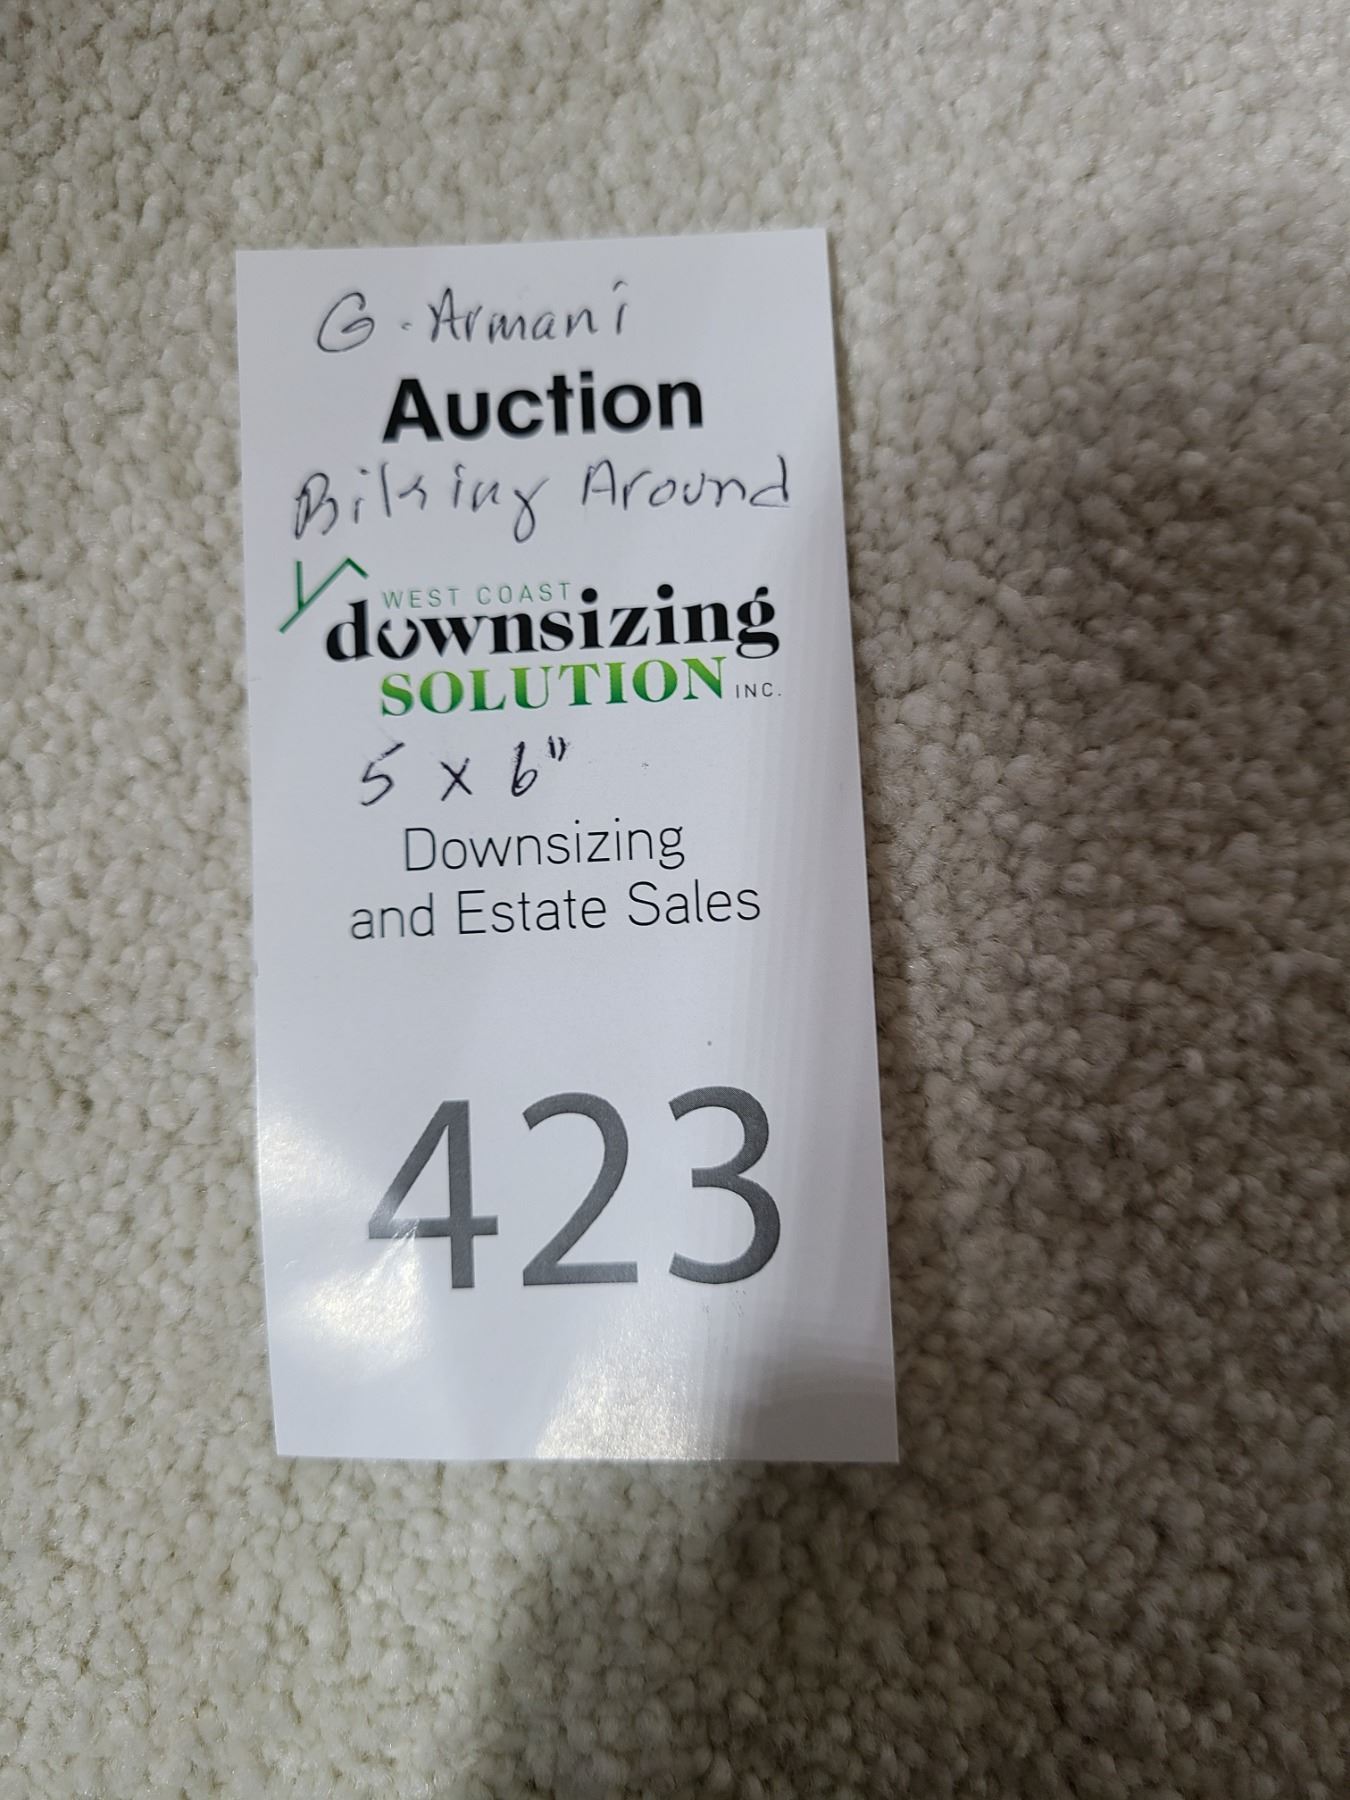 G. Armani
Auction
Biking Around
WEST COAST
downsizing
SOLUTION INC.
5 x 6"
Downsizing
and Estate Sales
423